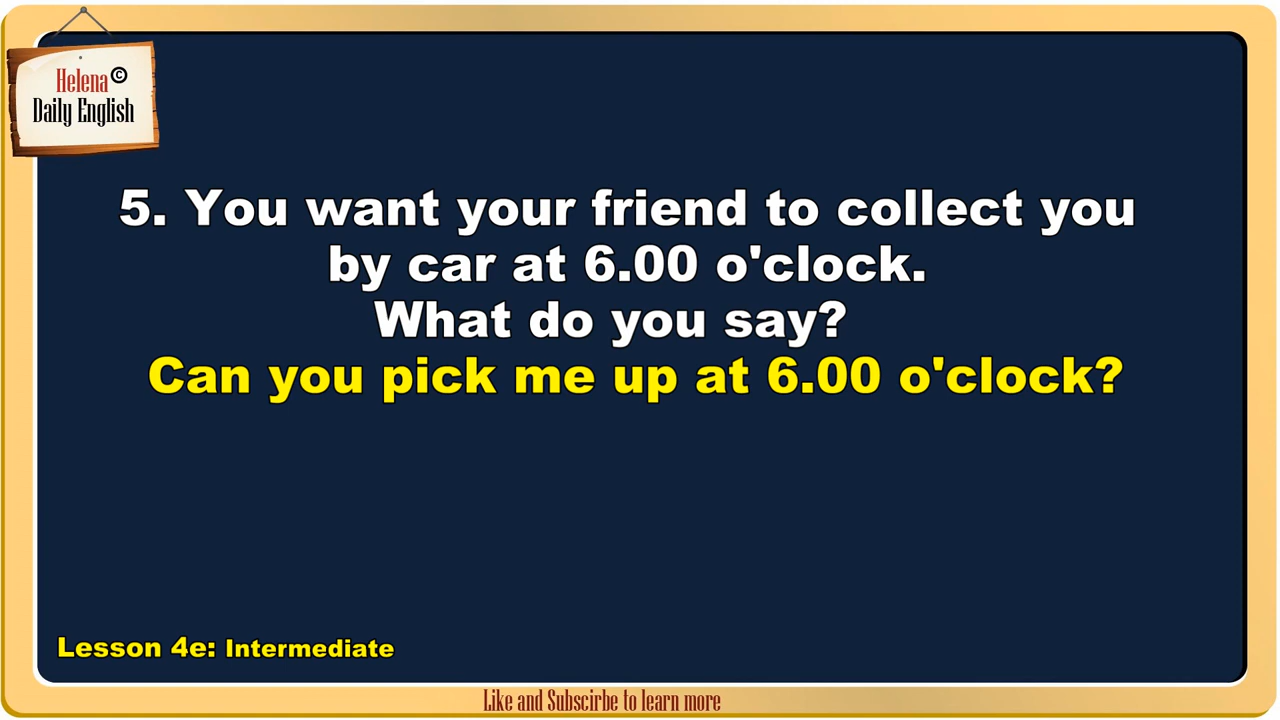 Helena©
Daily English
5. You want your friend to collect you
by car at 6.00 o'clock.
What do you say?
Can you pick me up at 6.00 o'clock?
Lesson 4e: Intermediate
Like and Subscirbe to learn more